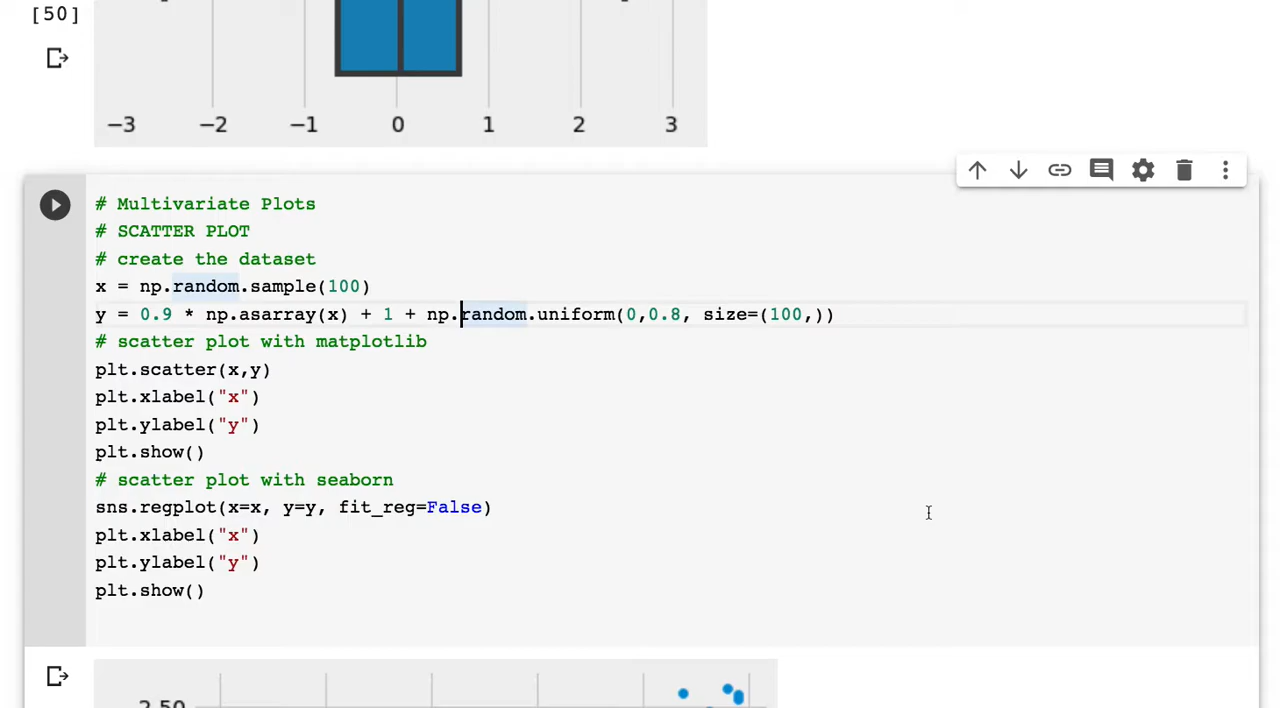 [50]
−3 −2 −1 0 1 2 3
# Multivariate Plots
# SCATTER PLOT
# create the dataset
x = np.random.sample(100)
y = 0.9 * np.asarray(x) + 1 + np.random.uniform(0,0.8, size=(100,))
# scatter plot with matplotlib
plt.scatter(x,y)
plt.xlabel("x")
plt.ylabel("y")
plt.show()
# scatter plot with seaborn
sns.regplot(x=x, y=y, fit_reg=False)
plt.xlabel("x")
plt.ylabel("y")
plt.show()
2.50